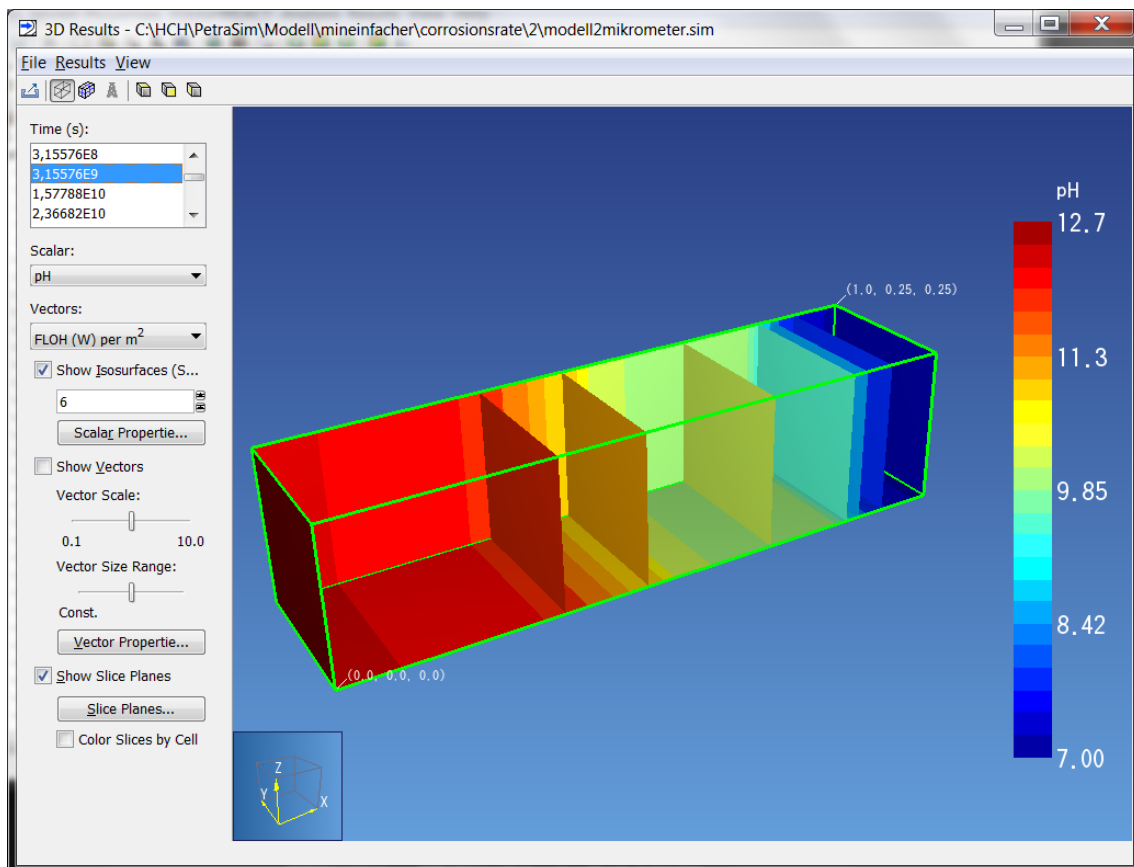 3D Results - C:\HCH\PetraSim\Modell\mineinfacher\corrosionsrate\2\modell2mikrometer.sim
File Results View
Time (s):
3,15576E8
3,15576E9
1,57788E10
2,36682E10
Scalar:
pH
Vectors:
FLOH (W) per m²
Show Isosurfaces (S...
6
Scalar Propertie...
Show Vectors
Vector Scale:
0.1 10.0
Vector Size Range:
Const.
Vector Propertie...
Show Slice Planes
Slice Planes...
Color Slices by Cell
(1.0, 0.25, 0.25)
(0.0, 0.0, 0.0)
Z
Y
X
pH
12.7
11.3
9.85
8.42
7.00